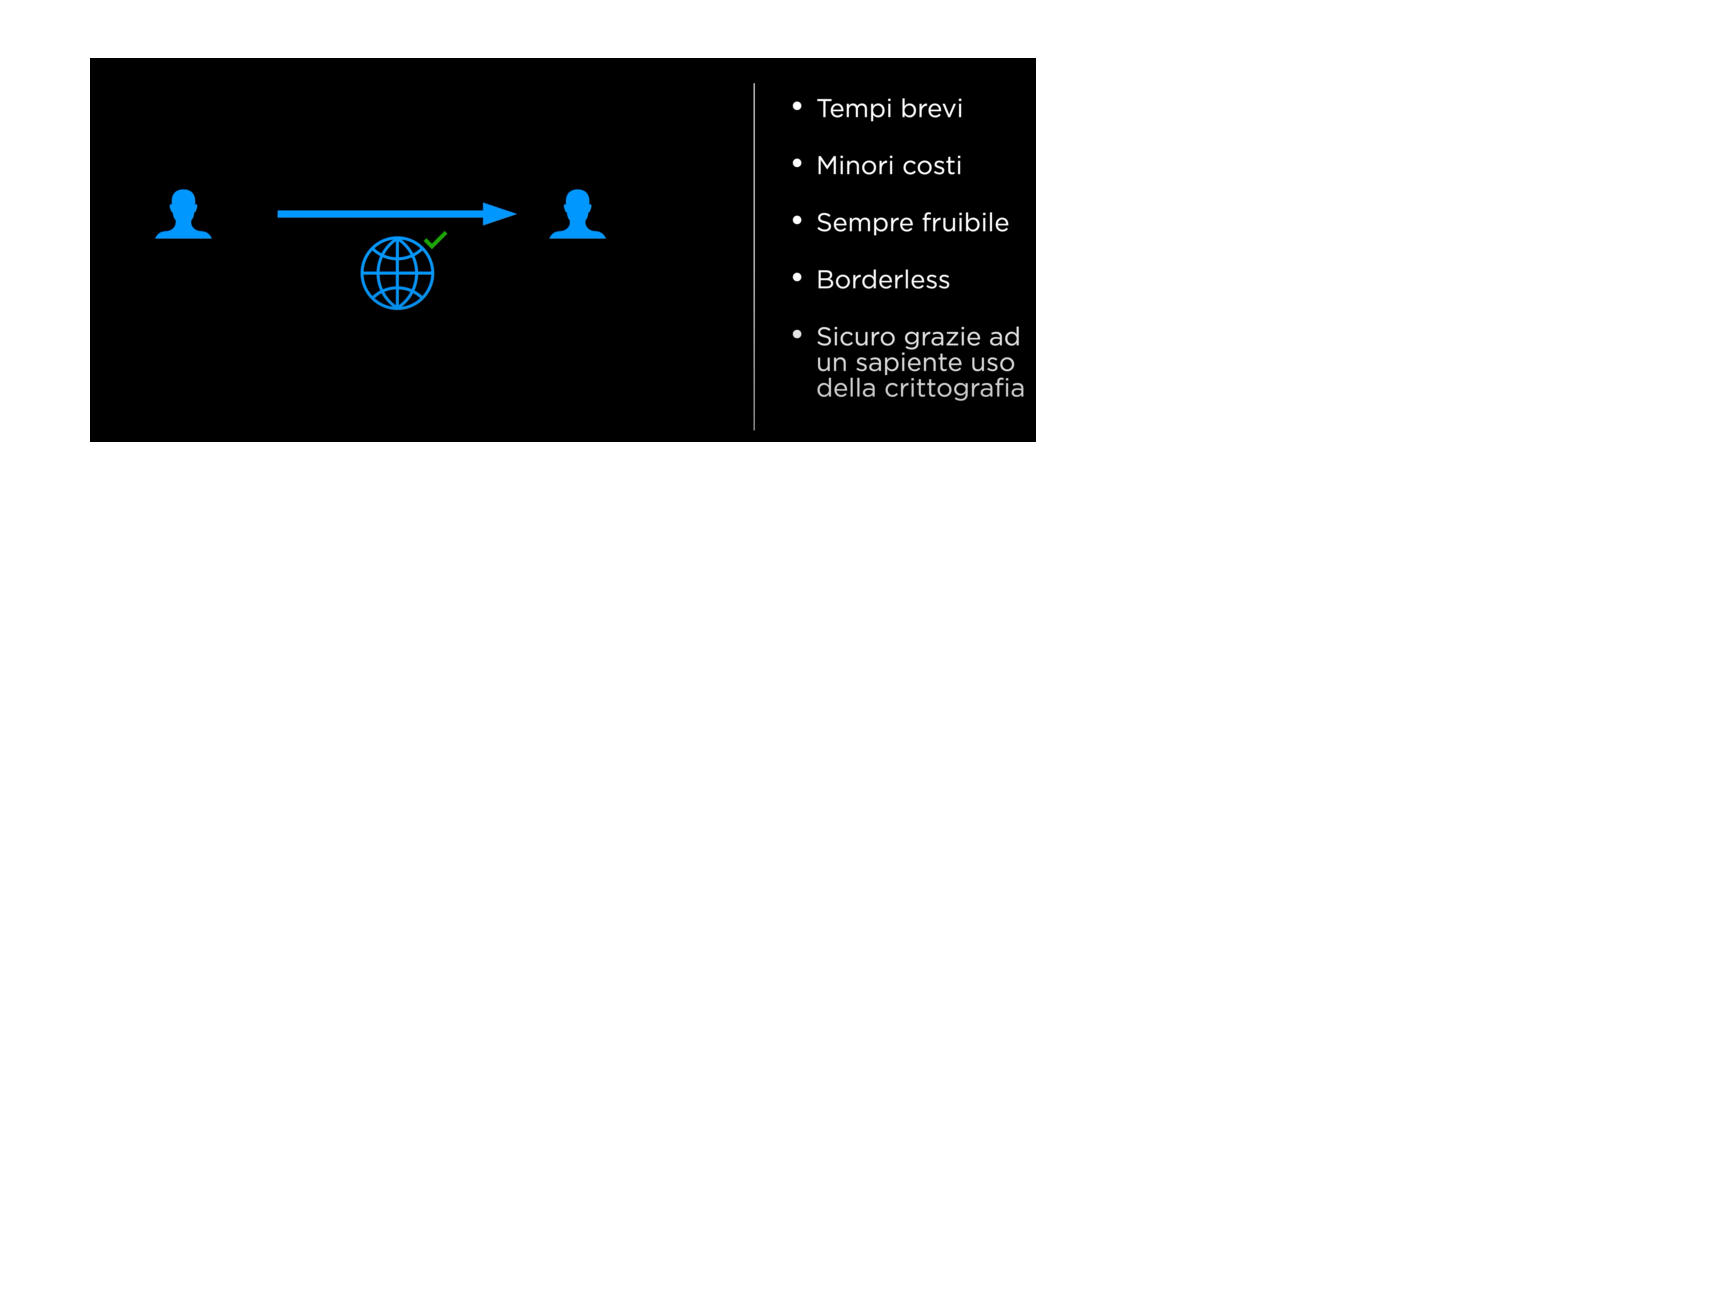 • Tempi brevi
• Minori costi
• Sempre fruibile
• Borderless
• Sicuro grazie ad
un sapiente uso
della crittografia